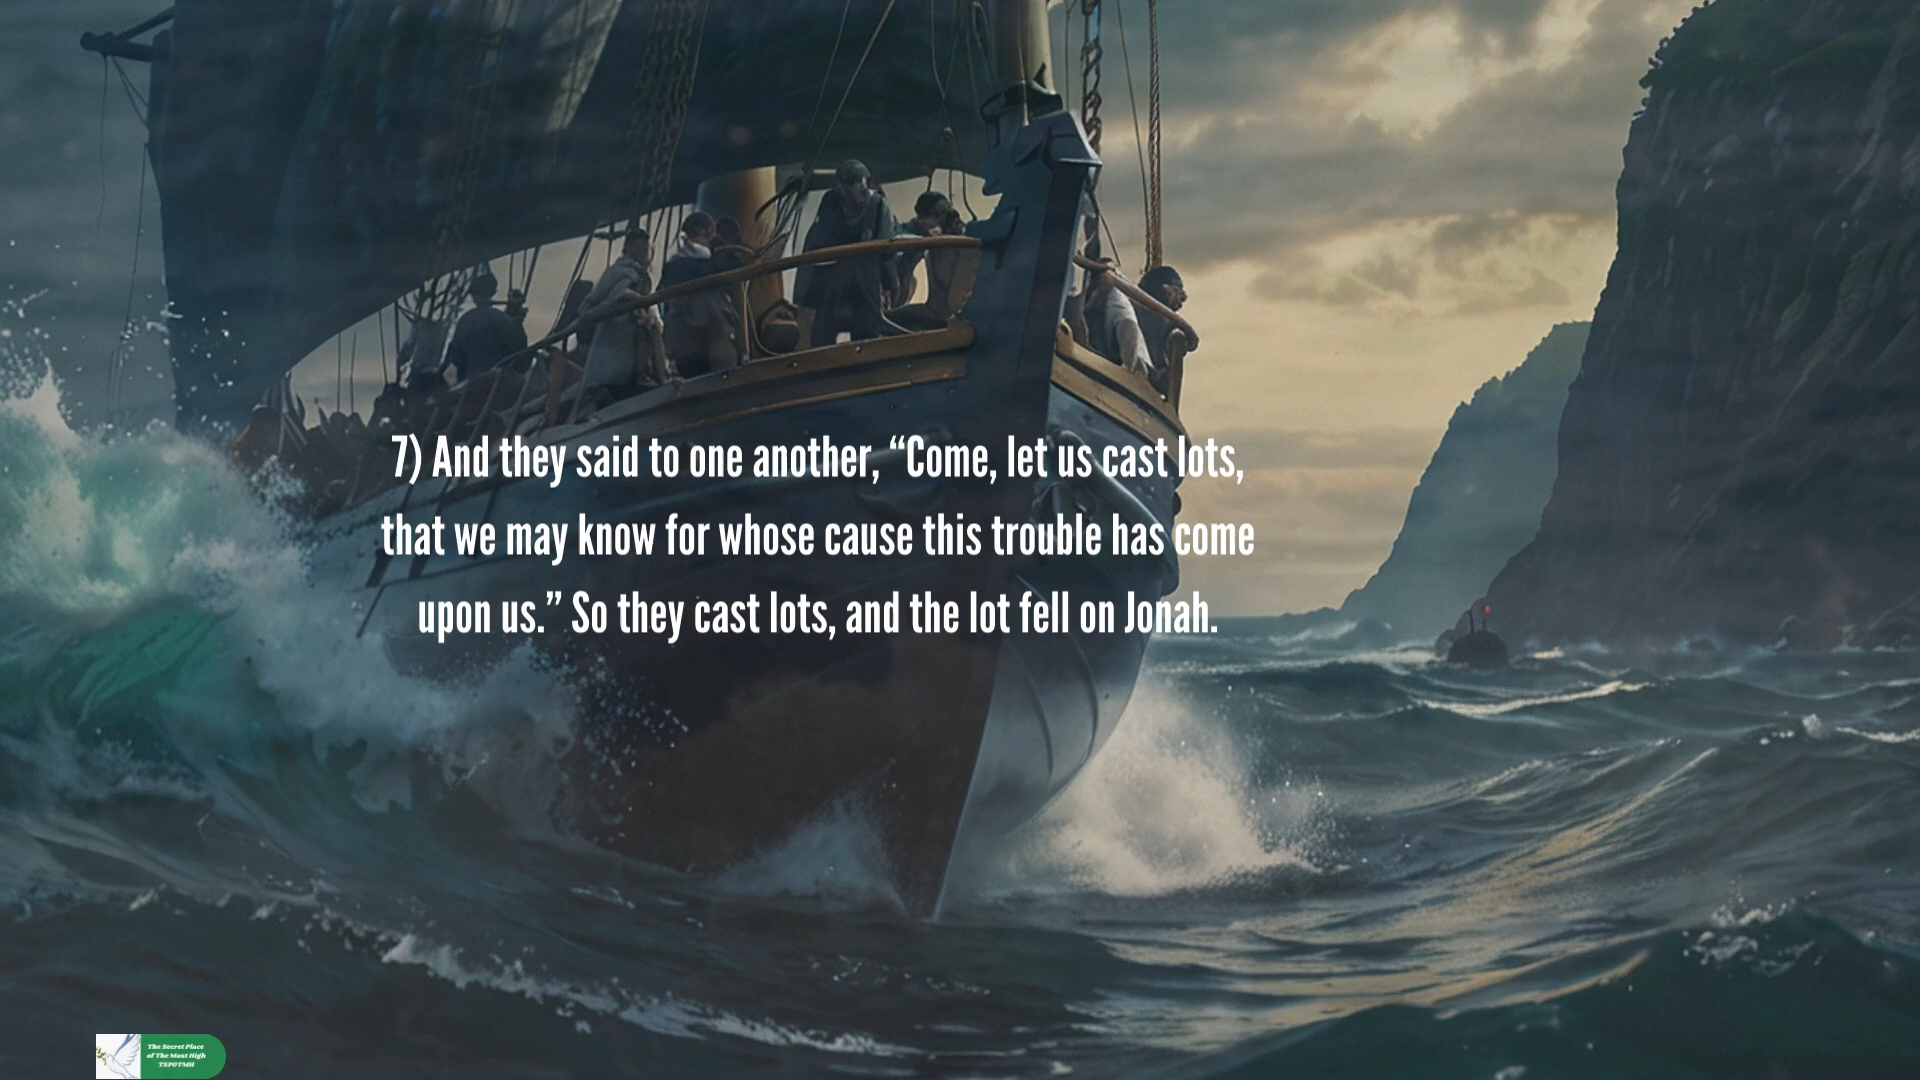 7) And they said to one another, “Come, let us cast lots,
that we may know for whose cause this trouble has come
upon us.” So they cast lots, and the lot fell on Jonah.
The Secret Place
of The Most High
TSPOTMH